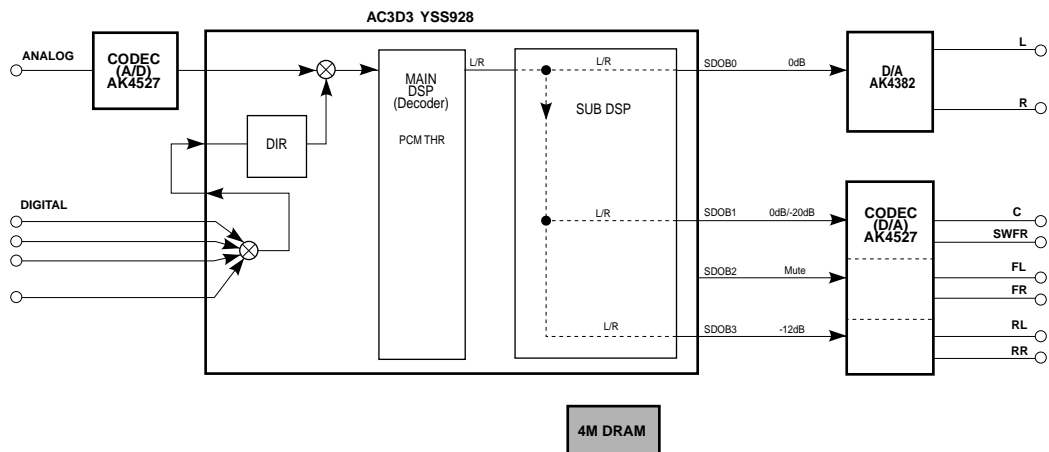 AC3D3 YSS928
ANALOG
CODEC
(A/D)
AK4527
MAIN
DSP
(Decoder)
PCM THR
L/R
L/R
SUB DSP
SDOB0
0dB
D/A
AK4382
L
R
DIR
DIGITAL
L/R
SDOB1
0dB/-20dB
CODEC
(D/A)
AK4527
C
SWFR
SDOB2
Mute
FL
FR
L/R
SDOB3
-12dB
RL
RR
4M DRAM